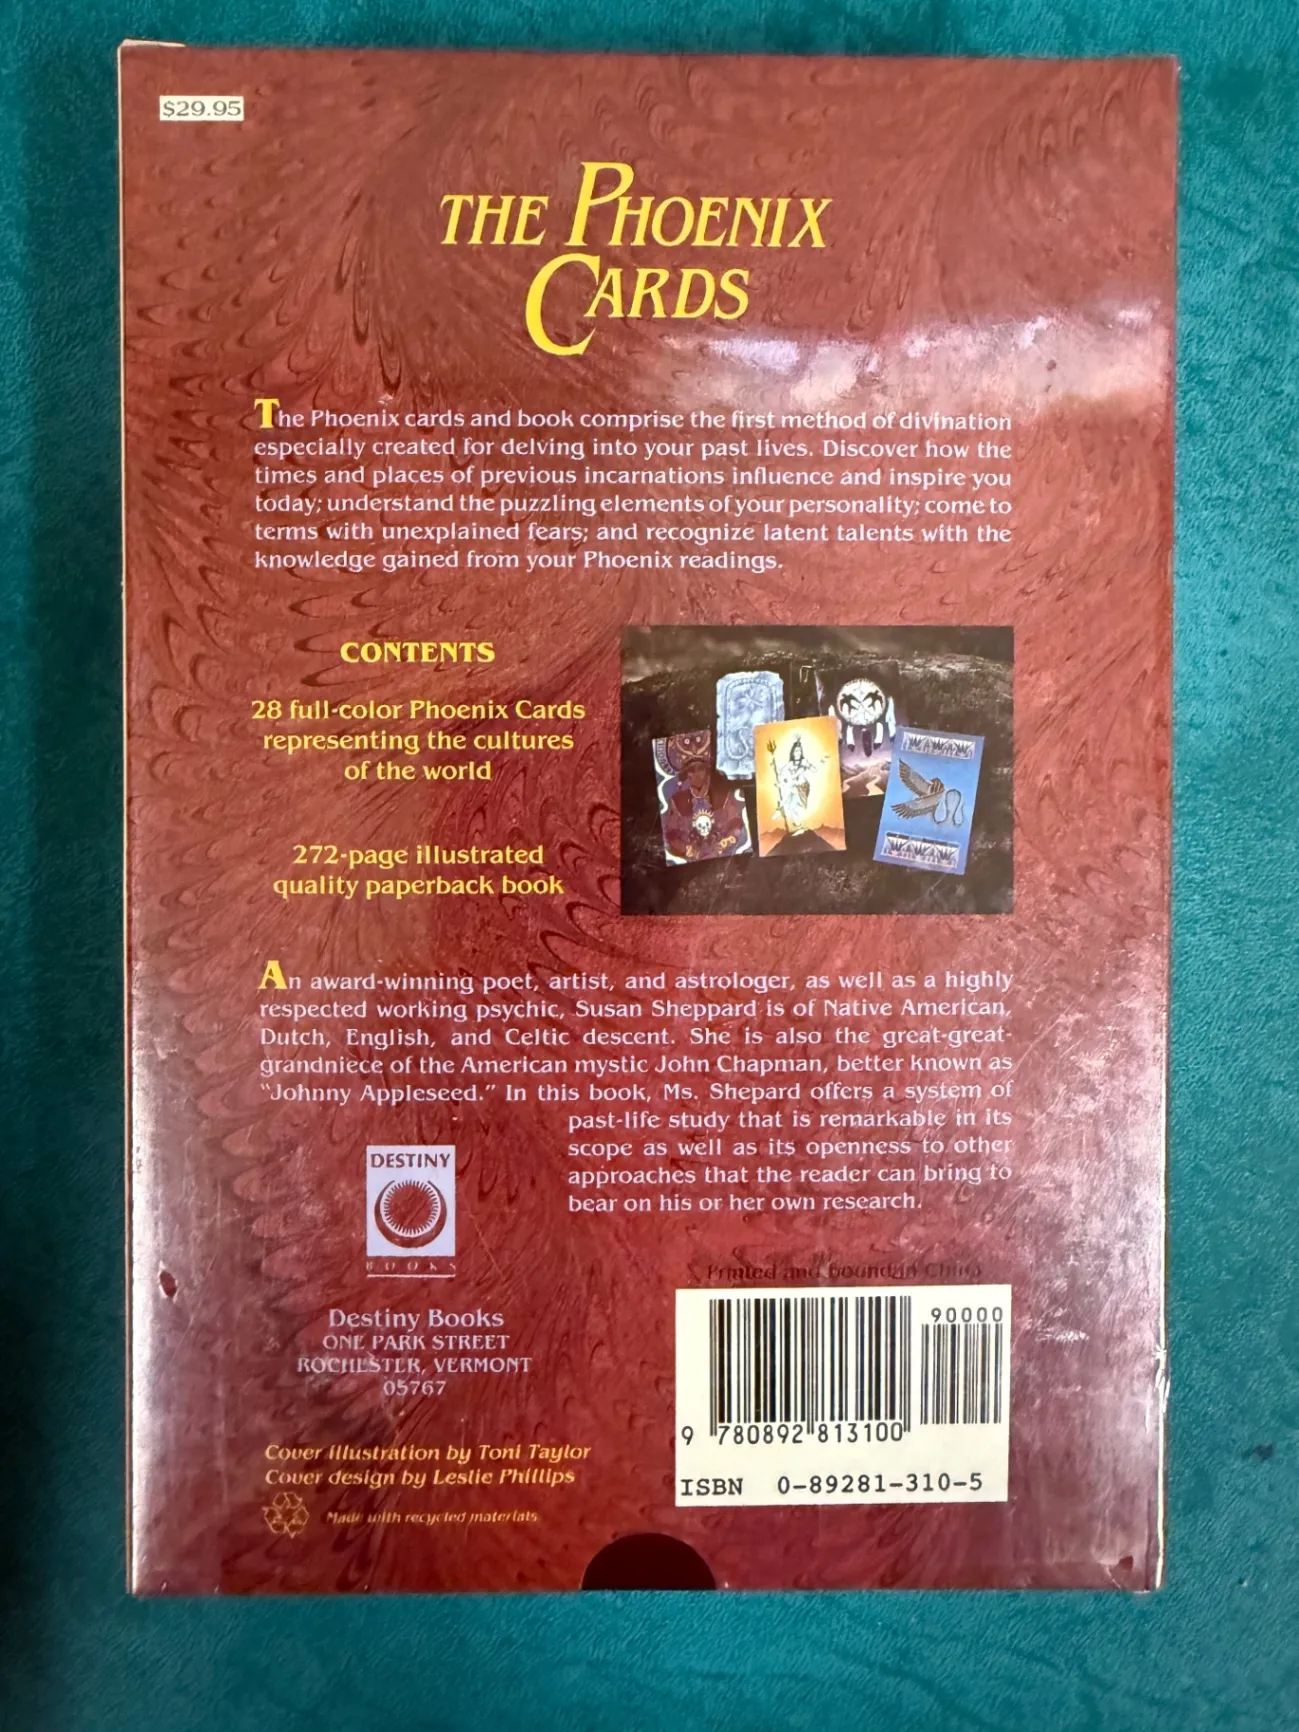 $29.95
THE PHOENIX
CARDS
The Phoenix cards and book comprise the first method of divination
especially created for delving into your past lives. Discover how the
times and places of previous incarnations influence and inspire you
today; understand the puzzling elements of your personality; come to
terms with unexplained fears; and recognize latent talents with the
knowledge gained from your Phoenix readings.
CONTENTS
28 full-color Phoenix Cards
representing the cultures
of the world
272-page illustrated
quality paperback book
An award-winning poet, artist, and astrologer, as well as a highly
respected working psychic, Susan Sheppard is of Native American,
Dutch, English, and Celtic descent. She is also the great-great-
grandniece of the American mystic John Chapman, better known as
"Johnny Appleseed." In this book, Ms. Shepard offers a system of
past-life study that is remarkable in its
scope as well as its openness to other
approaches that the reader can bring to
bear on his or her own research.
DESTINY
BOOKS
Destiny Books
ONE PARK STREET
ROCHESTER, VERMONT
05767
Cover illustration by Toni Taylor
Cover design by Leslie Phillips
Made with recycled materials
Printed and bound in China
90000
9 780892 813100
ISBN 0-89281-310-5